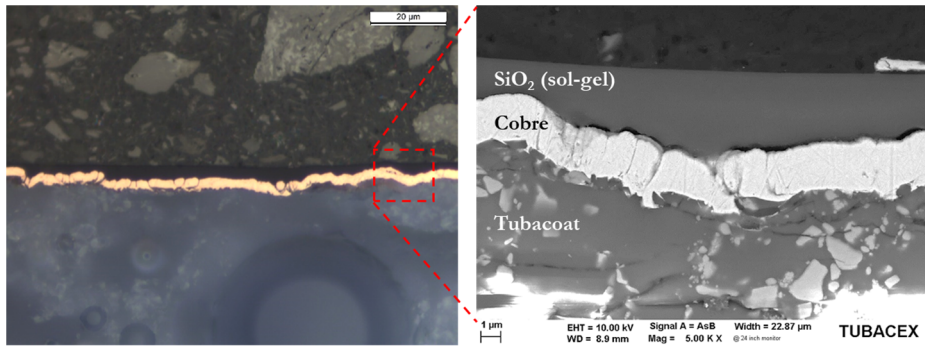 20 µm
SiO₂ (sol-gel)
Cobre
Tubacoat
1 µm
EHT = 10.00 kV
Signal A = AsB
Width = 22.87 µm
WD = 8.9 mm
Mag = 5.00 K X
@ 24 inch monitor
TUBACEX